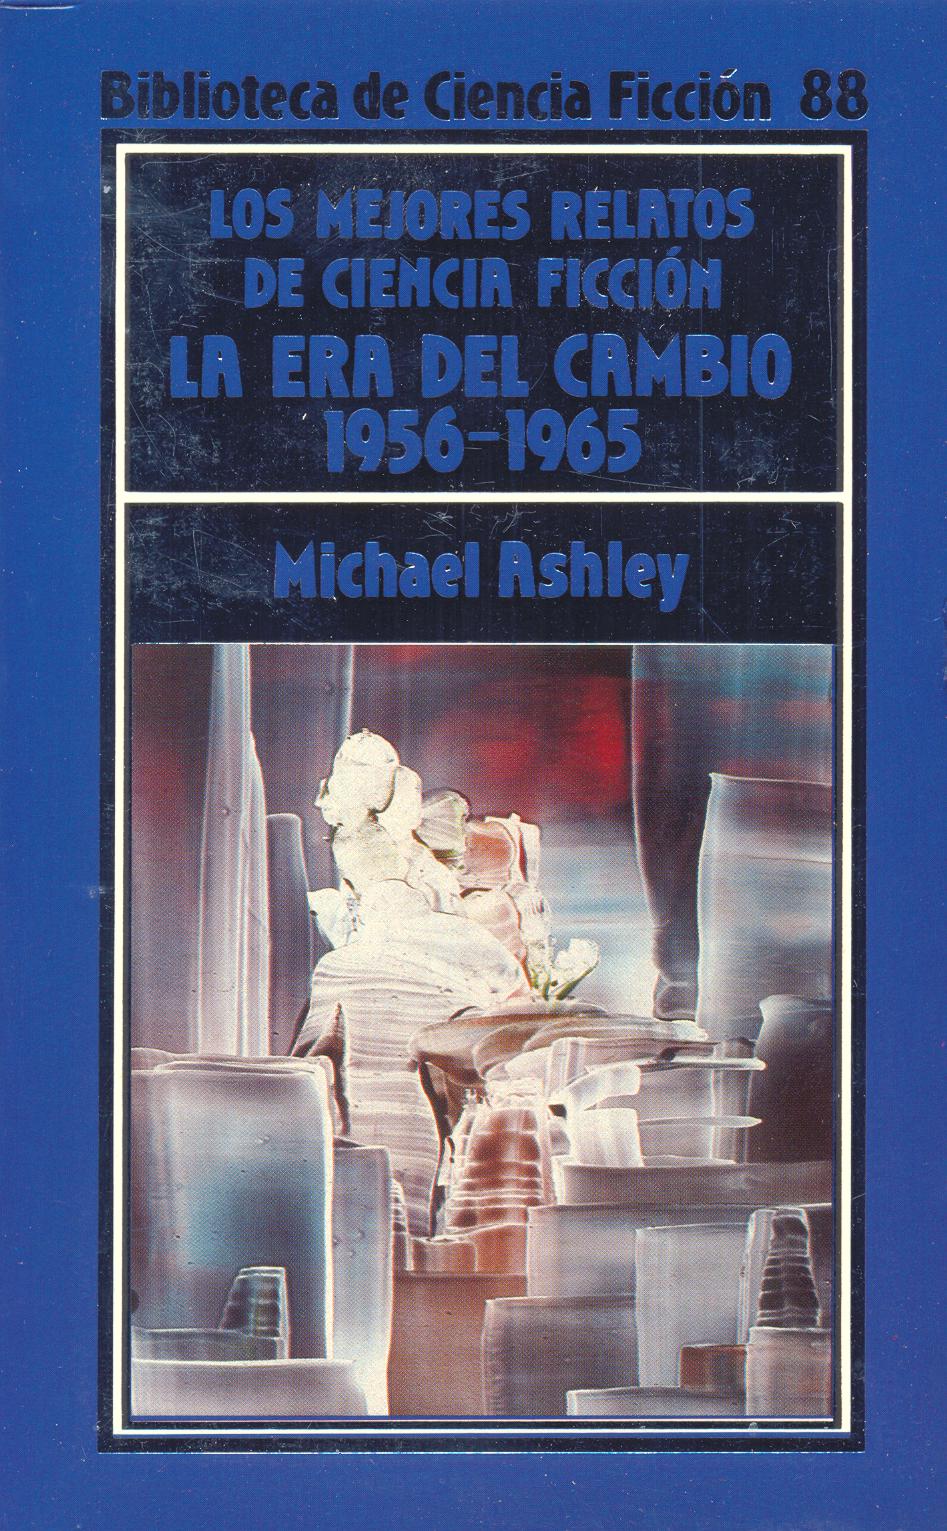 Biblioteca de Ciencia Ficción 88
LOS MEJORES RELATOS
DE CIENCIA FICCIÓN
LA ERA DEL CAMBIO
1956-1965
Michael Ashley